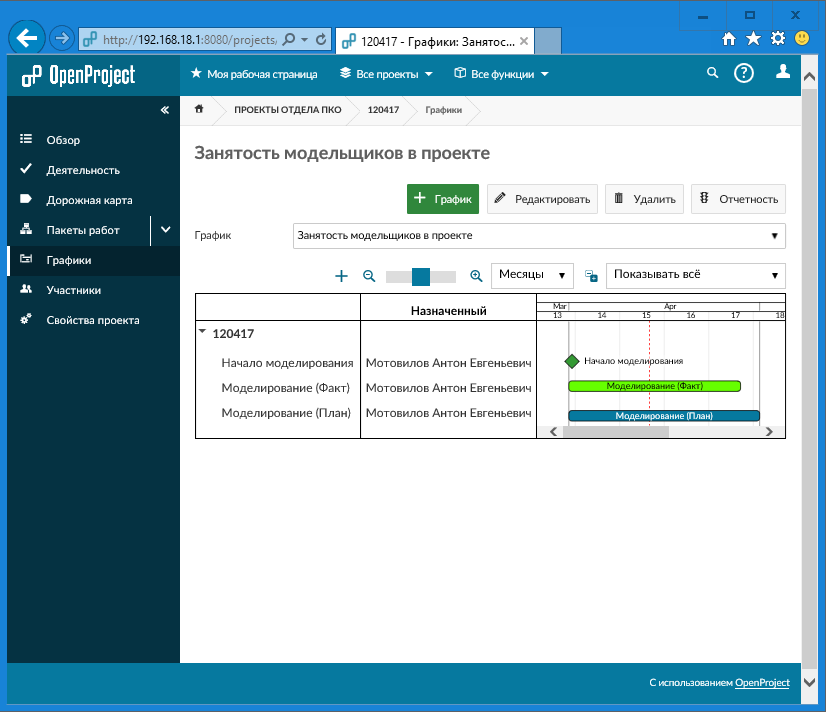 http://192.168.18.1:8080/projects/
120417 - Графики: Занятос...
OpenProject
Моя рабочая страница
Все проекты
Все функции
ПРОЕКТЫ ОТДЕЛА ПКО
120417
Графики
Обзор
Деятельность
Дорожная карта
Пакеты работ
Графики
Участники
Свойства проекта
Занятость модельщиков в проекте
График
Редактировать
Удалить
Отчетность
График
Занятость модельщиков в проекте
Месяцы
Показывать всё
Назначенный
Mar
Apr
13 14 15 16 17 18
120417
Начало моделирования
Мотовилов Антон Евгеньевич
Начало моделирования
Моделирование (Факт)
Мотовилов Антон Евгеньевич
Моделирование (Факт)
Моделирование (План)
Мотовилов Антон Евгеньевич
Моделирование (План)
С использованием OpenProject